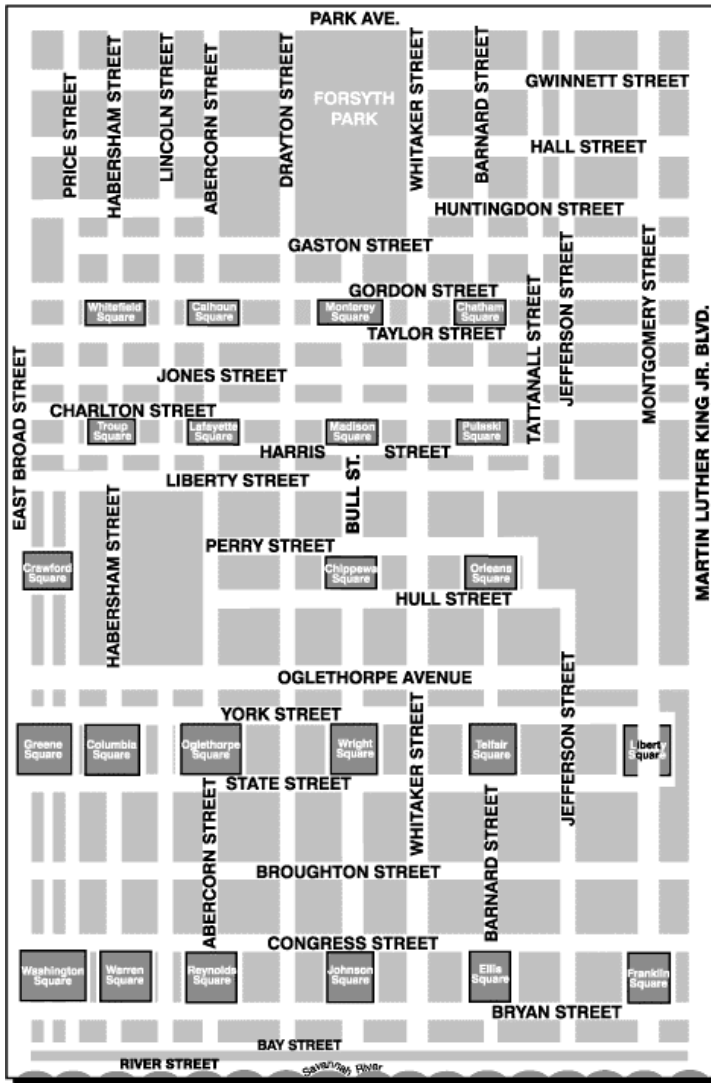 PARK AVE.
PRICE STREET
HABERSHAM STREET
LINCOLN STREET
ABERCORN STREET
DRAYTON STREET
FORSYTH
PARK
WHITAKER STREET
BARNARD STREET
GWINNETT STREET
HALL STREET
HUNTINGDON STREET
GASTON STREET
GORDON STREET
Whitefield
Square
Calhoun
Square
Monterey
Square
Chatham
Square
TAYLOR STREET
TATTANALL STREET
JEFFERSON STREET
MONTGOMERY STREET
MARTIN LUTHER KING JR. BLVD.
JONES STREET
EAST BROAD STREET
CHARLTON STREET
Troup
Square
Lafayette
Square
Madison
Square
Pulaski
Square
HARRIS STREET
LIBERTY STREET
BULL ST.
HABERSHAM STREET
PERRY STREET
Crawford
Square
Chippewa
Square
Orleans
Square
HULL STREET
OGLETHORPE AVENUE
YORK STREET
Greene
Square
Columbia
Square
Oglethorpe
Square
Wright
Square
WHITAKER STREET
Telfair
Square
JEFFERSON STREET
Liberty
Square
STATE STREET
ABERCORN STREET
BARNARD STREET
BROUGHTON STREET
CONGRESS STREET
Washington
Square
Warren
Square
Reynolds
Square
Johnson
Square
Ellis
Square
Franklin
Square
BRYAN STREET
BAY STREET
RIVER STREET
Savannah River